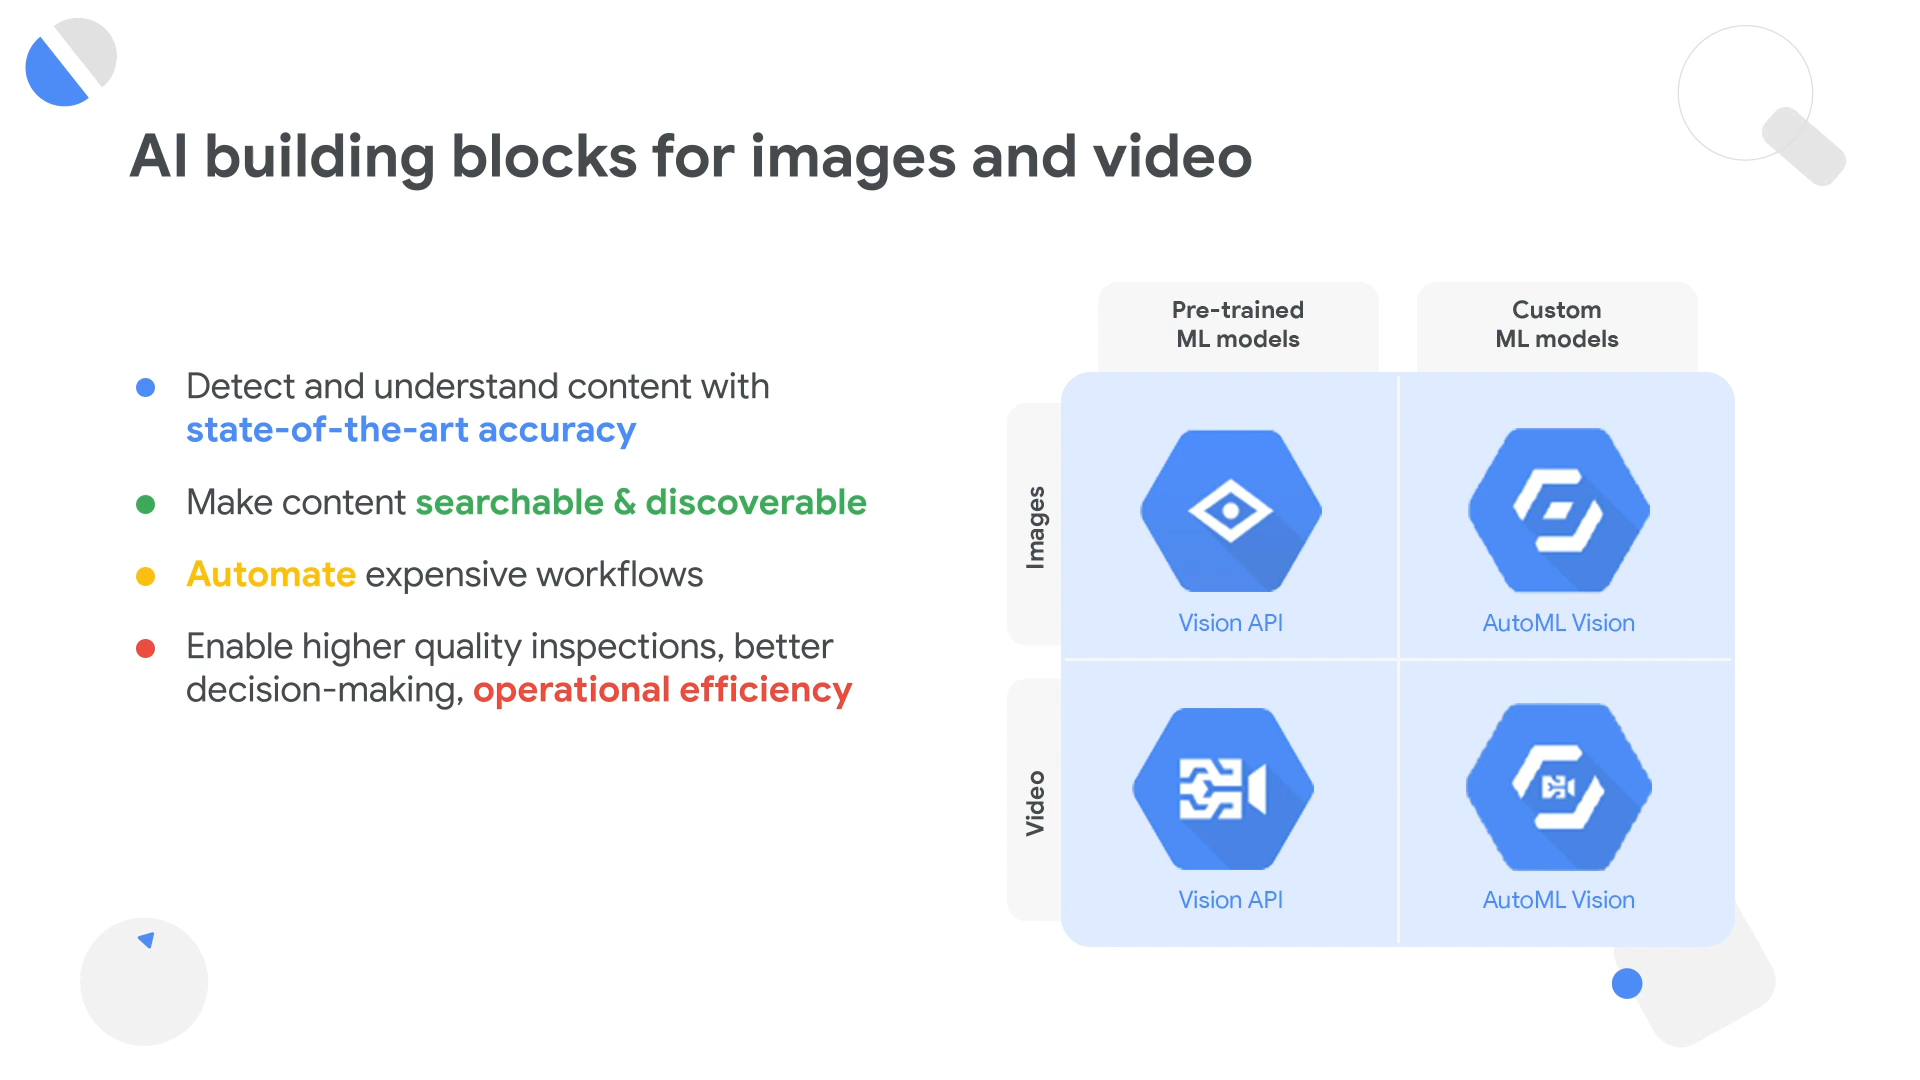 AI building blocks for images and video
Detect and understand content with
state-of-the-art accuracy
Make content searchable & discoverable
Automate expensive workflows
Enable higher quality inspections, better
decision-making, operational efficiency
Pre-trained
ML models
Custom
ML models
Images
Vision API
AutoML Vision
Video
Vision API
AutoML Vision